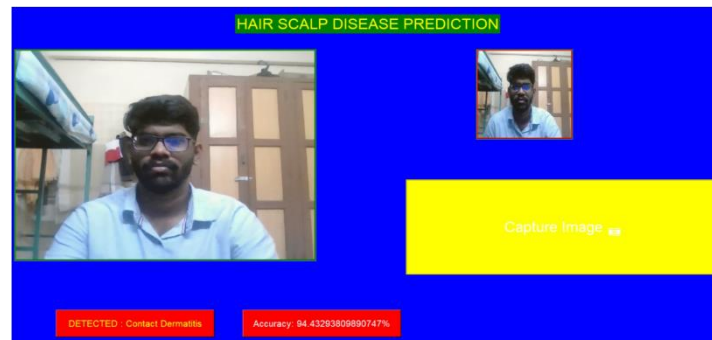 HAIR SCALP DISEASE PREDICTION
Capture Image
DETECTED : Contact Dermatitis
Accuracy: 94.43293809890747%